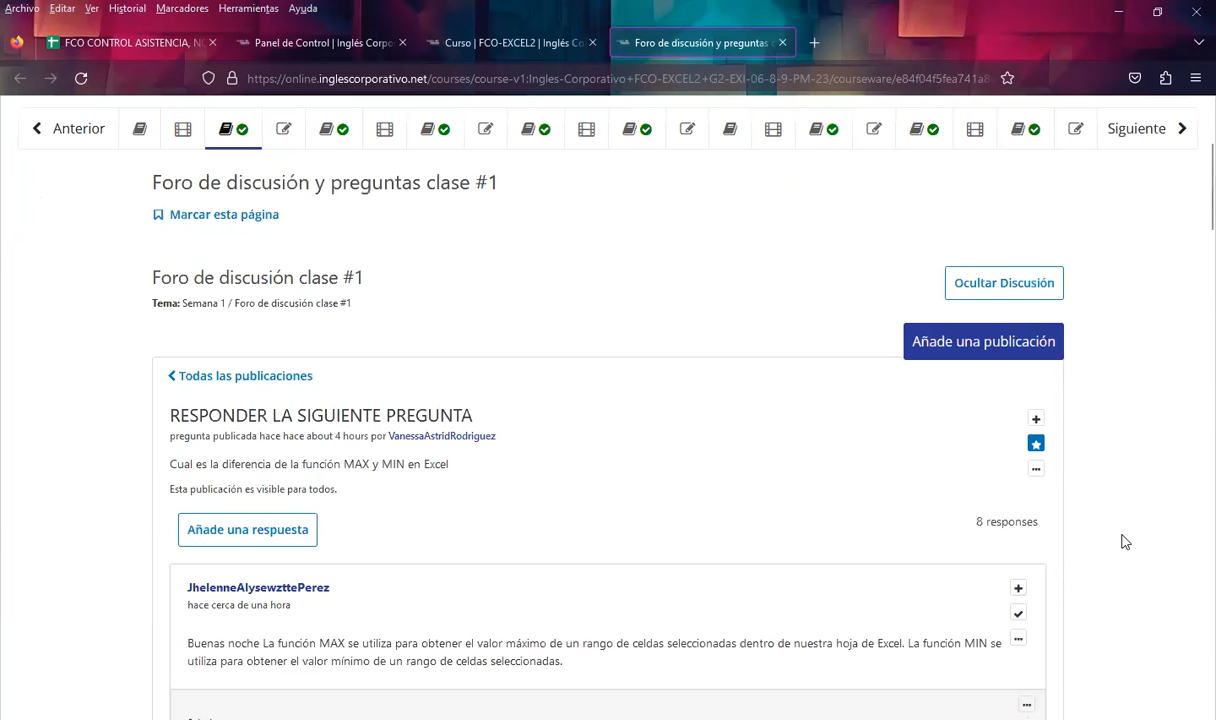 Archivo Editar Ver Historial Marcadores Herramientas Ayuda
FCO CONTROL ASISTENCIA, NO
Panel de Control | Inglés Corpo
Curso | FCO-EXCEL2 | Inglés Co
Foro de discusión y preguntas c
https://online.inglescorporativo.net/courses/course-v1:Ingles-Corporativo+FCO-EXCEL2+G2-EXI-06-8-9-PM-23/courseware/e84f04f5fea741a8
Anterior
Siguiente
Foro de discusión y preguntas clase #1
Marcar esta página
Foro de discusión clase #1
Ocultar Discusión
Tema: Semana 1 / Foro de discusión clase #1
Añade una publicación
Todas las publicaciones
RESPONDER LA SIGUIENTE PREGUNTA
pregunta publicada hace hace about 4 hours por VanessaAstridRodriguez
Cual es la diferencia de la función MAX y MIN en Excel
Esta publicación es visible para todos.
Añade una respuesta
8 responses
JhelenneAlysewzttePerez
hace cerca de una hora
Buenas noche La función MAX se utiliza para obtener el valor máximo de un rango de celdas seleccionadas dentro de nuestra hoja de Excel. La función MIN se
utiliza para obtener el valor mínimo de un rango de celdas seleccionadas.